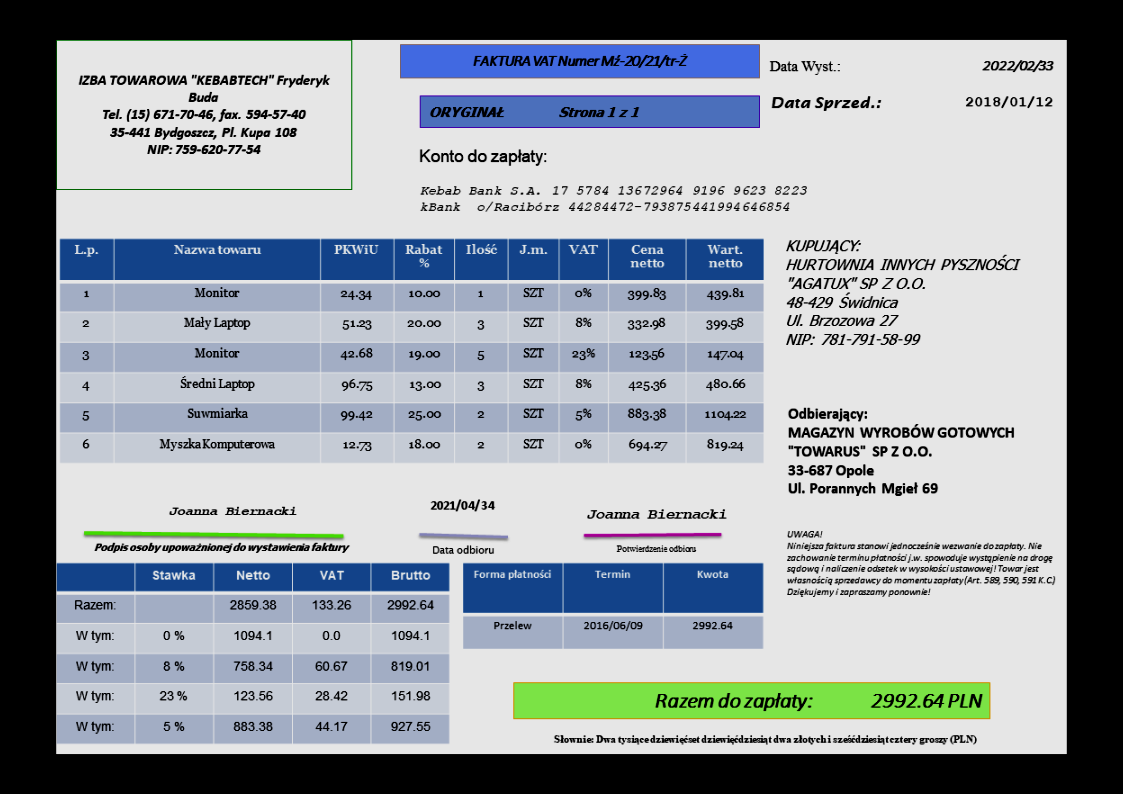 IZBA TOWAROWA "KEBABTECH" Fryderyk
Buda
Tel. (15) 671-70-46, fax. 594-57-40
35-441 Bydgoszcz, Pl. Kupa 108
NIP: 759-620-77-54
FAKTURA VAT Numer Mź-20/21/tr-Ż
ORYGINAŁ Strona 1 z 1
Data Wyst.: 2022/02/33
Data Sprzed.: 2018/01/12
Konto do zapłaty:
Kebab Bank S.A. 17 5784 13672964 9196 9623 8223
kBank o/Racibórz 44284472-793875441994646854
L.p. Nazwa towaru PKWiU Rabat % Ilość J.m. VAT Cena netto Wart. netto
1 Monitor 24.34 10.00 1 SZT 0% 399.83 439.81
2 Mały Laptop 51.23 20.00 3 SZT 8% 332.98 399.58
3 Monitor 42.68 19.00 5 SZT 23% 123.56 147.04
4 Średni Laptop 96.75 13.00 3 SZT 8% 425.36 480.66
5 Suwmiarka 99.42 25.00 2 SZT 5% 883.38 1104.22
6 Myszka Komputerowa 12.73 18.00 2 SZT 0% 694.27 819.24
KUPUJĄCY:
HURTOWNIA INNYCH PYSZNOŚCI
"AGATUX" SP Z O.O.
48-429 Świdnica
Ul. Brzozowa 27
NIP: 781-791-58-99
Odbierający:
MAGAZYN WYROBÓW GOTOWYCH
"TOWARUS" SP Z O.O.
33-687 Opole
Ul. Porannych Mgieł 69
Joanna Biernacki
Podpis osoby upoważnionej do wystawienia faktury
2021/04/34
Data odbioru
Joanna Biernacki
Potwierdzenie odbioru
UWAGA!
Niniejsza faktura stanowi jednocześnie wezwanie do zapłaty. Nie
zachowanie terminu płatności j.w. spowoduje wystąpienie na drogę
sądową i naliczenie odsetek w wysokości ustawowej! Towar jest
własnością sprzedawcy do momentu zapłaty (Art. 589, 590, 591 K.C.)
Dziękujemy i zapraszamy ponownie!
Stawka Netto VAT Brutto
Razem: 2859.38 133.26 2992.64
W tym: 0 % 1094.1 0.0 1094.1
W tym: 8 % 758.34 60.67 819.01
W tym: 23 % 123.56 28.42 151.98
W tym: 5 % 883.38 44.17 927.55
Forma płatności Termin Kwota
Przelew 2016/06/09 2992.64
Razem do zapłaty: 2992.64 PLN
Słownie: Dwa tysiące dziewięćset dziewięćdziesiąt dwa złotych i sześćdziesiąt cztery groszy (PLN)